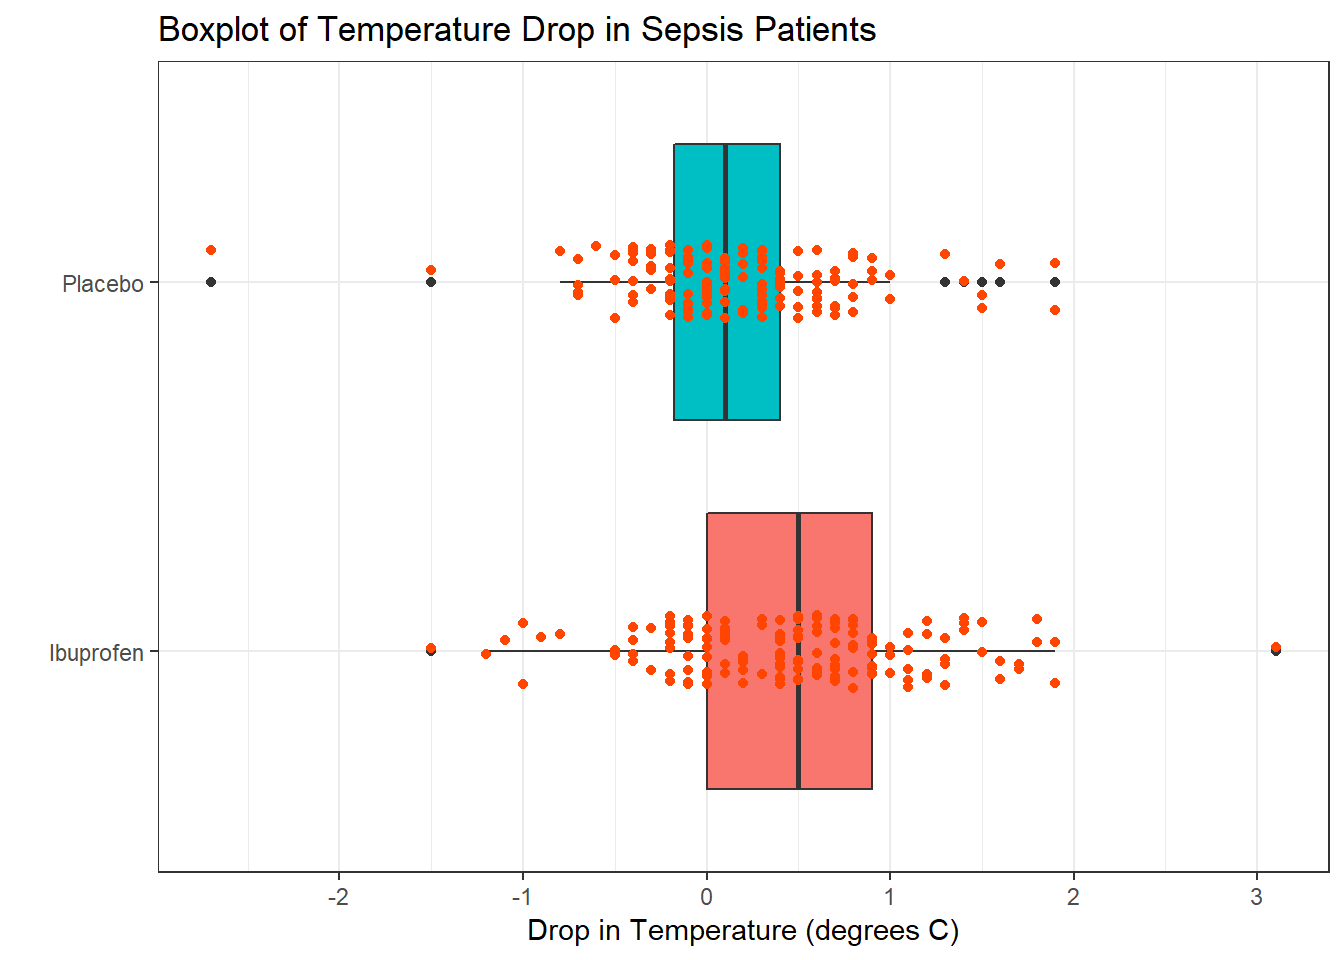 Boxplot of Temperature Drop in Sepsis Patients
Placebo
Ibuprofen
-2 -1 0 1 2 3
Drop in Temperature (degrees C)